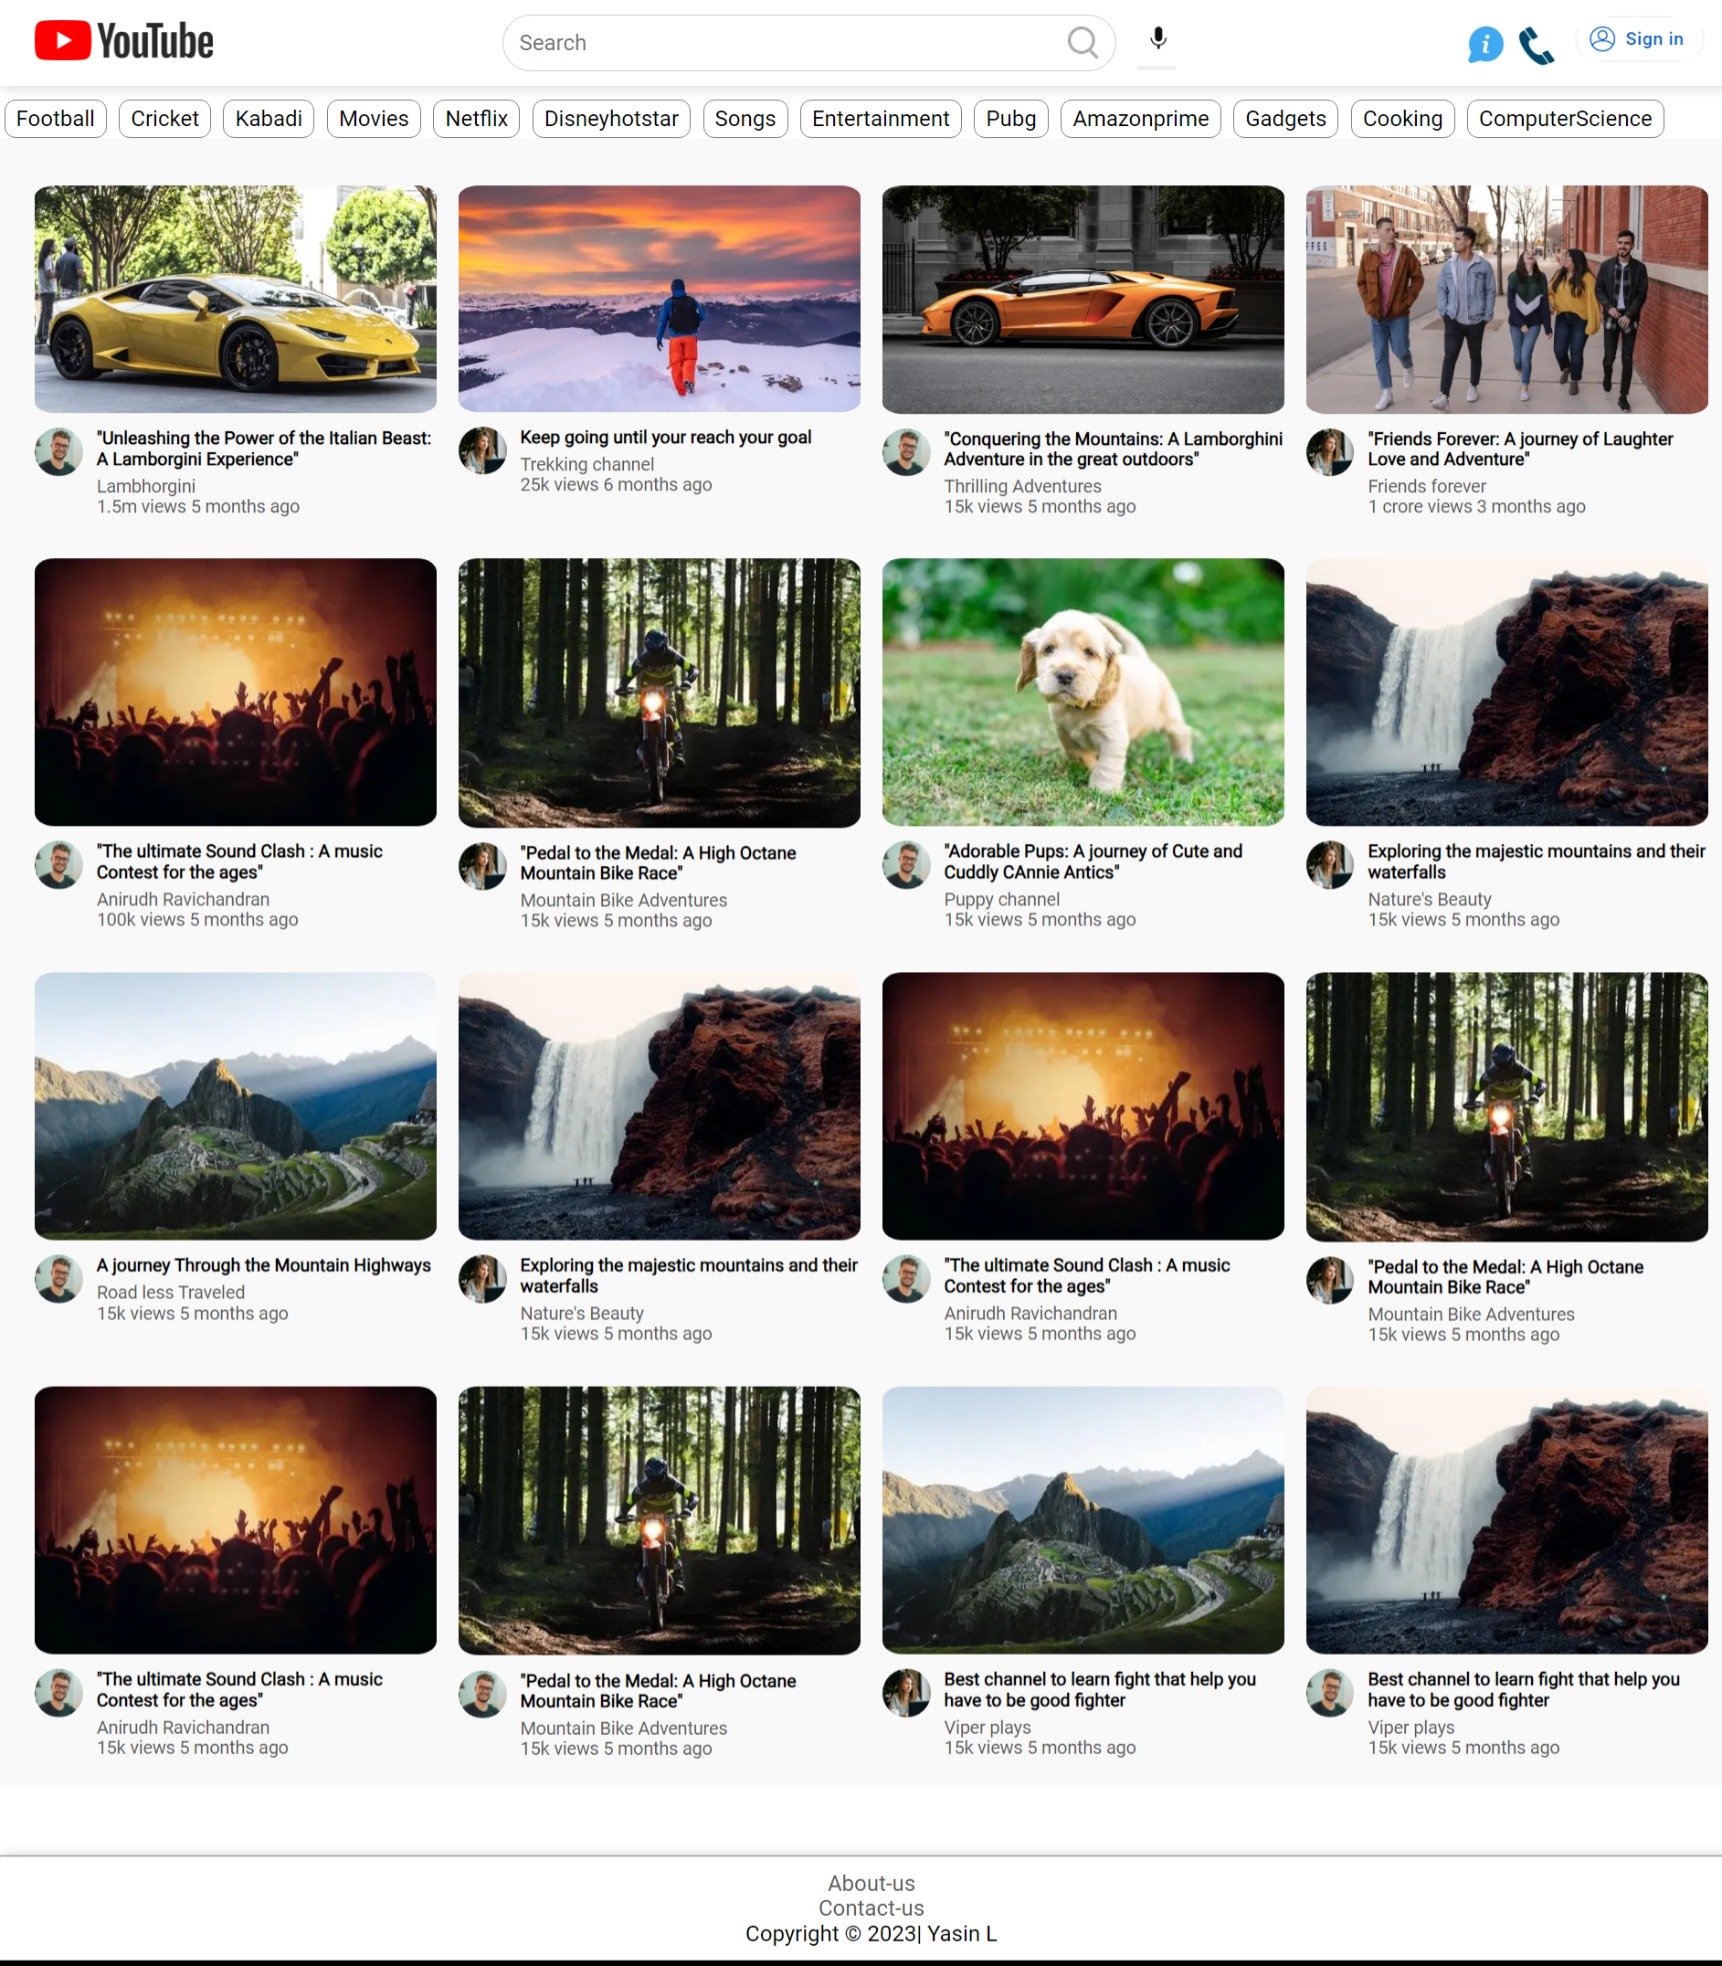 YouTube
Search
Sign in
Football Cricket Kabadi Movies Netflix Disneyhotstar Songs Entertainment Pubg Amazonprime Gadgets Cooking ComputerScience
FFEE
"Unleashing the Power of the Italian Beast:
A Lamborgini Experience"
Lambhorgini
1.5m views 5 months ago
Keep going until your reach your goal
Trekking channel
25k views 6 months ago
"Conquering the Mountains: A Lamborghini
Adventure in the great outdoors"
Thrilling Adventures
15k views 5 months ago
"Friends Forever: A journey of Laughter
Love and Adventure"
Friends forever
1 crore views 3 months ago
"The ultimate Sound Clash : A music
Contest for the ages"
Anirudh Ravichandran
100k views 5 months ago
"Pedal to the Medal: A High Octane
Mountain Bike Race"
Mountain Bike Adventures
15k views 5 months ago
"Adorable Pups: A journey of Cute and
Cuddly CAnnie Antics"
Puppy channel
15k views 5 months ago
Exploring the majestic mountains and their
waterfalls
Nature's Beauty
15k views 5 months ago
A journey Through the Mountain Highways
Road less Traveled
15k views 5 months ago
Exploring the majestic mountains and their
waterfalls
Nature's Beauty
15k views 5 months ago
"The ultimate Sound Clash : A music
Contest for the ages"
Anirudh Ravichandran
15k views 5 months ago
"Pedal to the Medal: A High Octane
Mountain Bike Race"
Mountain Bike Adventures
15k views 5 months ago
"The ultimate Sound Clash : A music
Contest for the ages"
Anirudh Ravichandran
15k views 5 months ago
"Pedal to the Medal: A High Octane
Mountain Bike Race"
Mountain Bike Adventures
15k views 5 months ago
Best channel to learn fight that help you
have to be good fighter
Viper plays
15k views 5 months ago
Best channel to learn fight that help you
have to be good fighter
Viper plays
15k views 5 months ago
About-us
Contact-us
Copyright © 2023| Yasin L